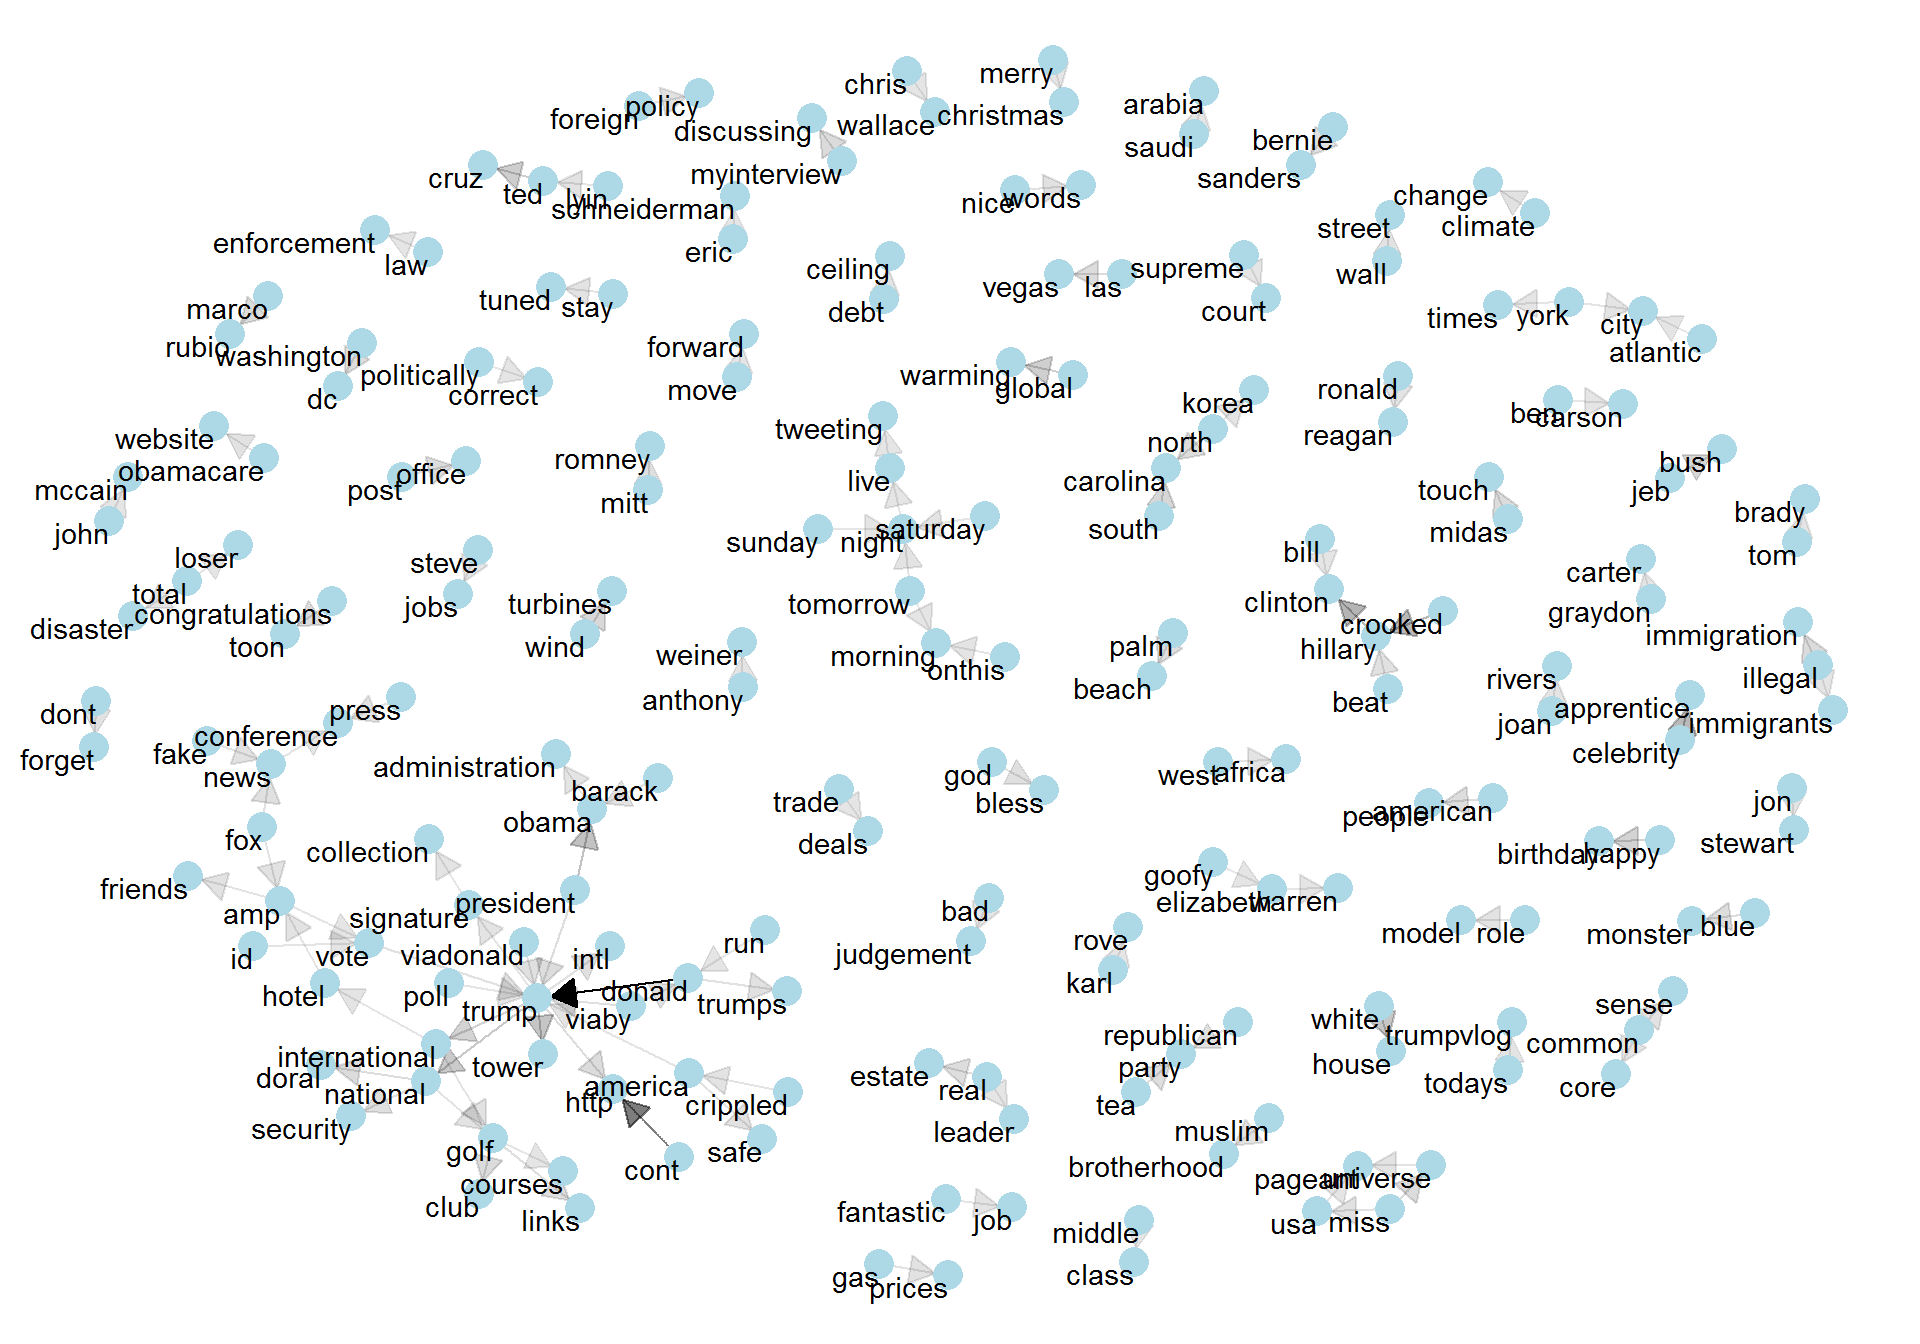 merry
chris
policy
foreign
arabia
christmas
wallace
discussing
bernie
saudi
myinterview
cruz
sanders
ted
lyin
change
nice
words
schneiderman
climate
street
enforcement
eric
law
ceiling
supreme
wall
vegas
las
tuned
stay
marco
debt
court
times
york
city
rubio
washington
forward
atlantic
politically
warming
global
move
correct
dc
ronald
korea
ben
carson
tweeting
reagan
website
north
romney
bush
obamacare
office
post
mccain
live
carolina
touch
jeb
mitt
brady
john
saturday
south
midas
sunday
night
bill
tom
loser
steve
carter
total
clinton
turbines
tomorrow
jobs
graydon
congratulations
disaster
crooked
immigration
toon
wind
palm
hillary
weiner
morning
onthis
rivers
illegal
beach
anthony
beat
apprentice
dont
press
joan
immigrants
conference
fake
celebrity
forget
news
administration
god
west
africa
barack
trade
bless
jon
people
american
obama
fox
stewart
deals
collection
birthday
happy
goofy
friends
elizabeth
warren
president
bad
amp
signature
model
role
monster
blue
run
rove
id
vote
viadonald
intl
judgement
karl
donald
hotel
poll
trumps
sense
trump
viaby
white
republican
trumpvlog
common
international
house
party
tower
doral
estate
todays
america
core
real
national
http
crippled
tea
security
leader
muslim
golf
safe
brotherhood
cont
pageant
universe
courses
club
links
fantastic
job
usa
miss
middle
class
gas
prices